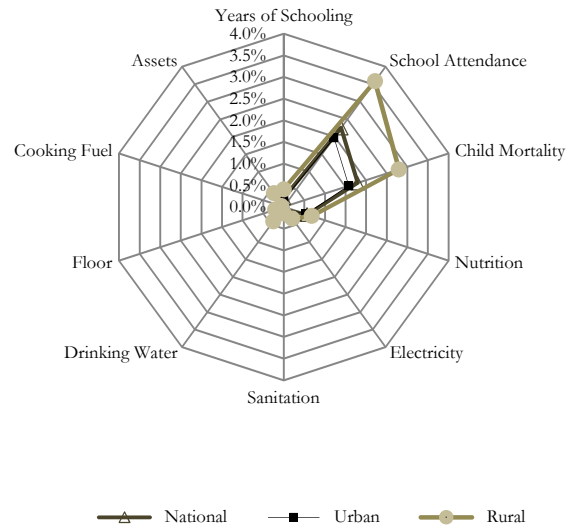 Years of Schooling
4.0%
3.5%
3.0%
2.5%
2.0%
1.5%
1.0%
0.5%
0.0%
School Attendance
Child Mortality
Nutrition
Electricity
Sanitation
Drinking Water
Floor
Cooking Fuel
Assets
National Urban Rural